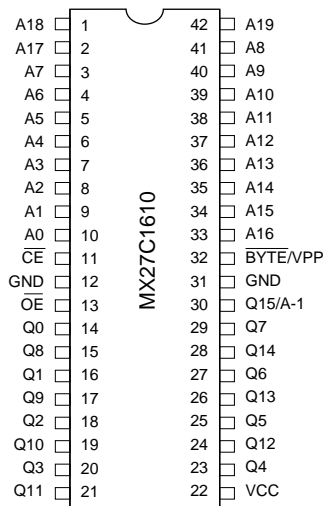 A18 1 42 A19
A17 2 41 A8
A7 3 40 A9
A6 4 39 A10
A5 5 38 A11
A4 6 37 A12
A3 7 36 A13
A2 8 35 A14
A1 9 34 A15
A0 10 33 A16
CE 11 32 BYTE/VPP
GND 12 31 GND
OE 13 30 Q15/A-1
Q0 14 29 Q7
Q8 15 28 Q14
Q1 16 27 Q6
Q9 17 26 Q13
Q2 18 25 Q5
Q10 19 24 Q12
Q3 20 23 Q4
Q11 21 22 VCC
MX27C1610